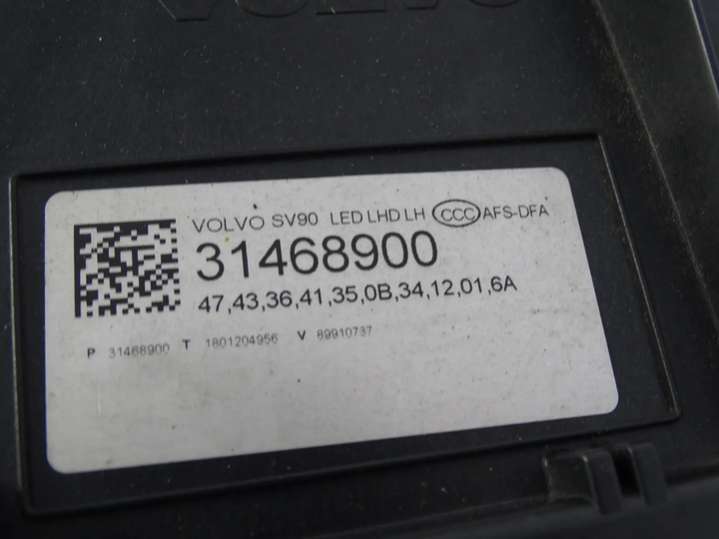 VOLVO
VOLVO SV90 LED LHD LH CCC AFS-DFA
31468900
47,43,36,41,35,0B,34,12,01,6A
P 31468900 T 1801204956 V 89910737